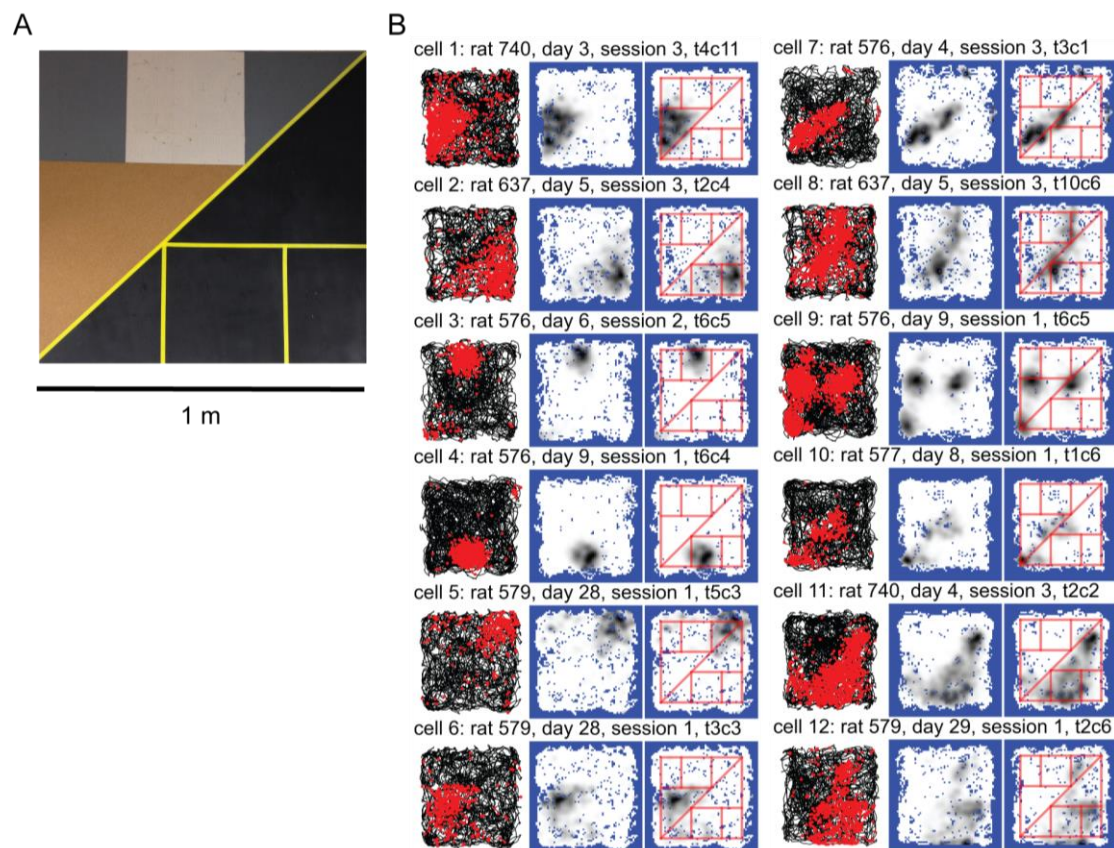 A
1 m
B
cell 1: rat 740, day 3, session 3, t4c11
cell 2: rat 637, day 5, session 3, t2c4
cell 3: rat 576, day 6, session 2, t6c5
cell 4: rat 576, day 9, session 1, t6c4
cell 5: rat 579, day 28, session 1, t5c3
cell 6: rat 579, day 28, session 1, t3c3
cell 7: rat 576, day 4, session 3, t3c1
cell 8: rat 637, day 5, session 3, t10c6
cell 9: rat 576, day 9, session 1, t6c5
cell 10: rat 577, day 8, session 1, t1c6
cell 11: rat 740, day 4, session 3, t2c2
cell 12: rat 579, day 29, session 1, t2c6